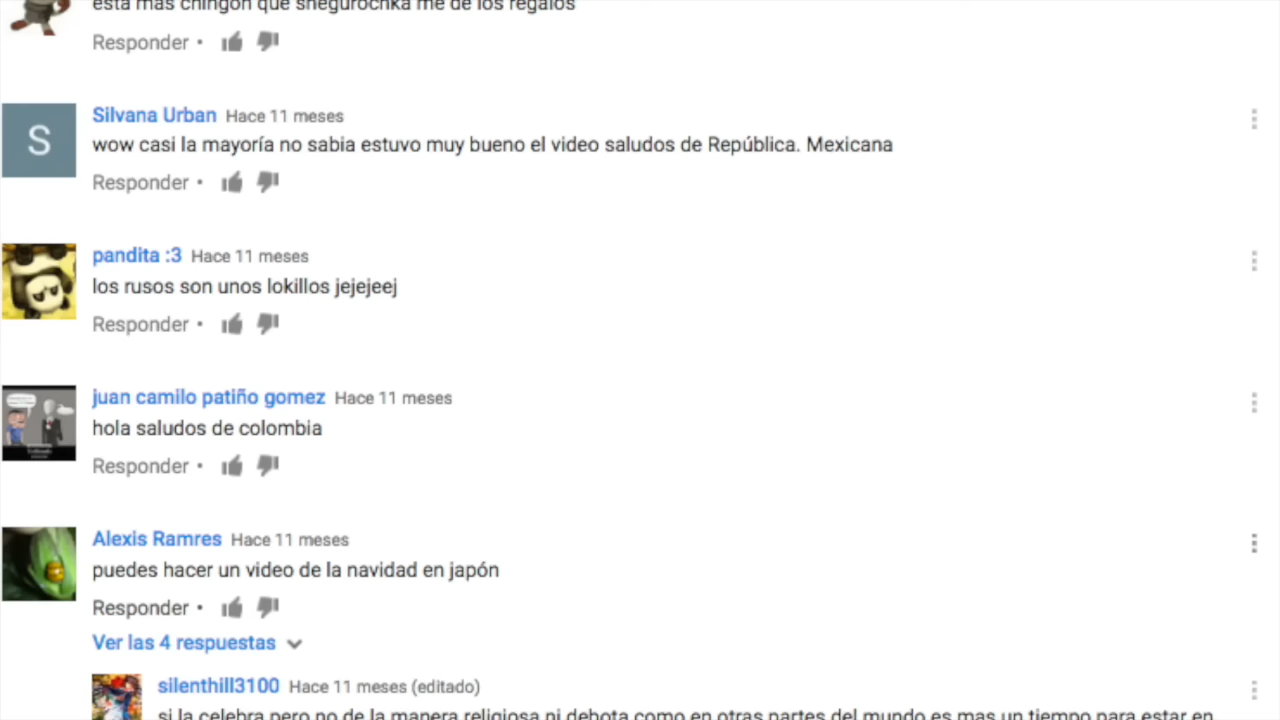 está mas chingon que snegurochka me de los regalos
Responder •
S
Silvana Urban Hace 11 meses
wow casi la mayoría no sabia estuvo muy bueno el video saludos de República. Mexicana
Responder •
pandita :3 Hace 11 meses
los rusos son unos lokillos jejejeej
Responder •
juan camilo patiño gomez Hace 11 meses
hola saludos de colombia
Responder •
Alexis Ramres Hace 11 meses
puedes hacer un video de la navidad en japón
Responder •
Ver las 4 respuestas
silenthill3100 Hace 11 meses (editado)
si la celebra pero no de la manera religiosa ni debota como en otras partes del mundo es mas un tiempo para estar en